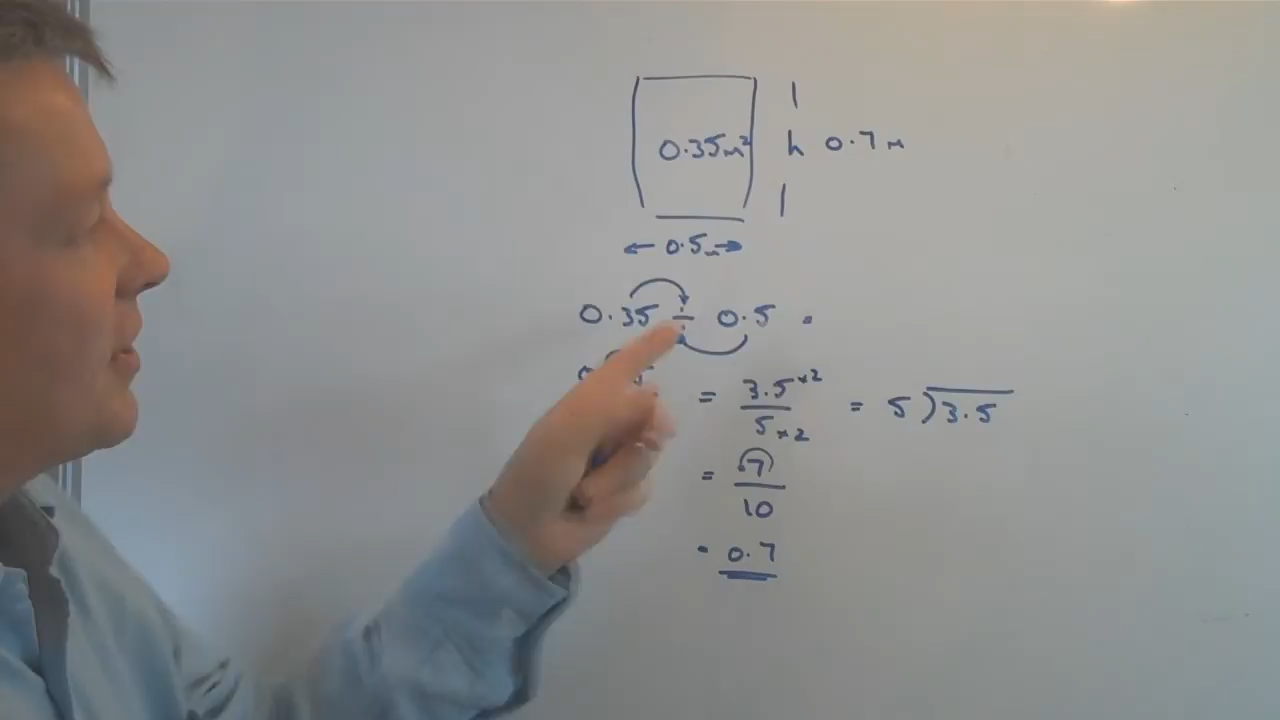 0.35m²
h 0.7m
0.5m
0.35 ÷ 0.5 =
= 3.5 ×2 / 5 ×2 = 5)3.5
= 7 / 10
= 0.7